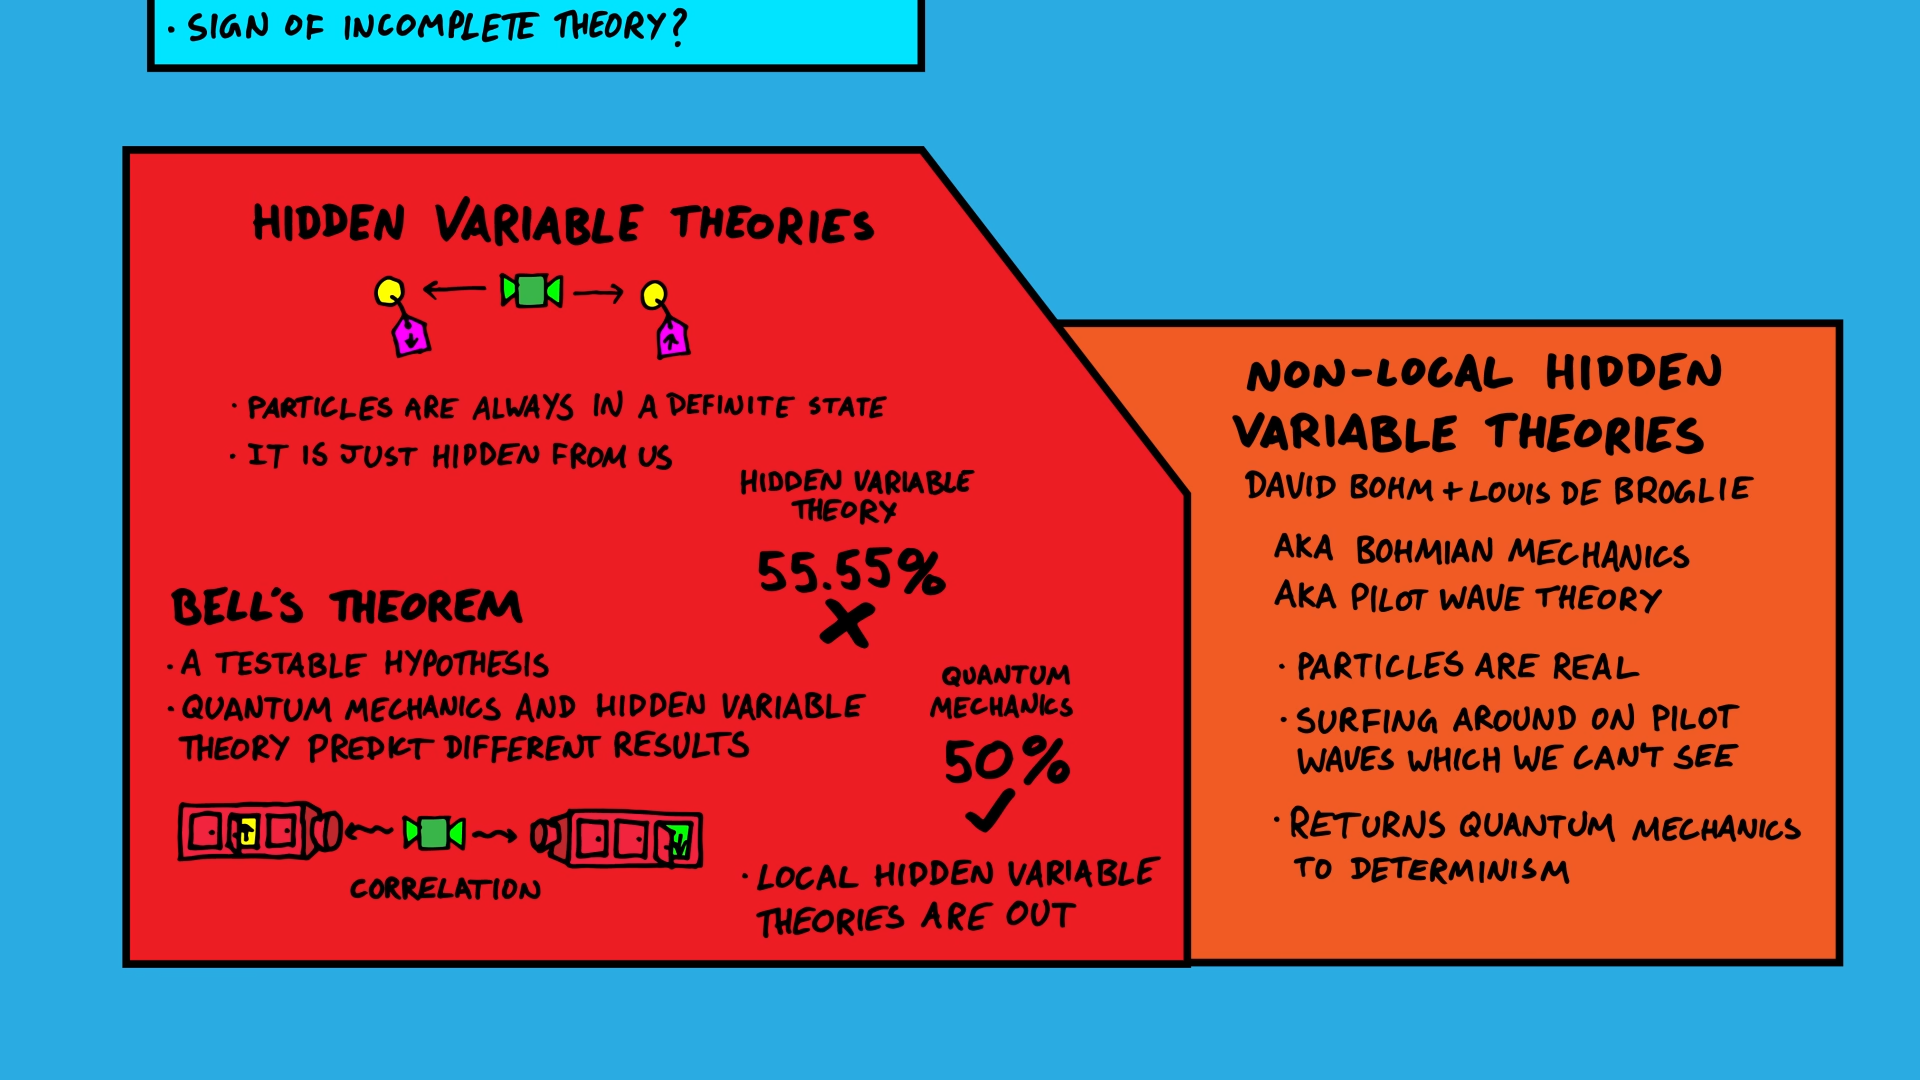 · SIGN OF INCOMPLETE THEORY?
HIDDEN VARIABLE THEORIES
· PARTICLES ARE ALWAYS IN A DEFINITE STATE
· IT IS JUST HIDDEN FROM US
HIDDEN VARIABLE
THEORY
55.55%
BELL'S THEOREM
· A TESTABLE HYPOTHESIS
· QUANTUM MECHANICS AND HIDDEN VARIABLE
THEORY PREDICT DIFFERENT RESULTS
QUANTUM
MECHANICS
50%
CORRELATION
· LOCAL HIDDEN VARIABLE
THEORIES ARE OUT
NON-LOCAL HIDDEN
VARIABLE THEORIES
DAVID BOHM + LOUIS DE BROGLIE
AKA BOHMIAN MECHANICS
AKA PILOT WAVE THEORY
· PARTICLES ARE REAL
· SURFING AROUND ON PILOT
WAVES WHICH WE CAN'T SEE
· RETURNS QUANTUM MECHANICS
TO DETERMINISM